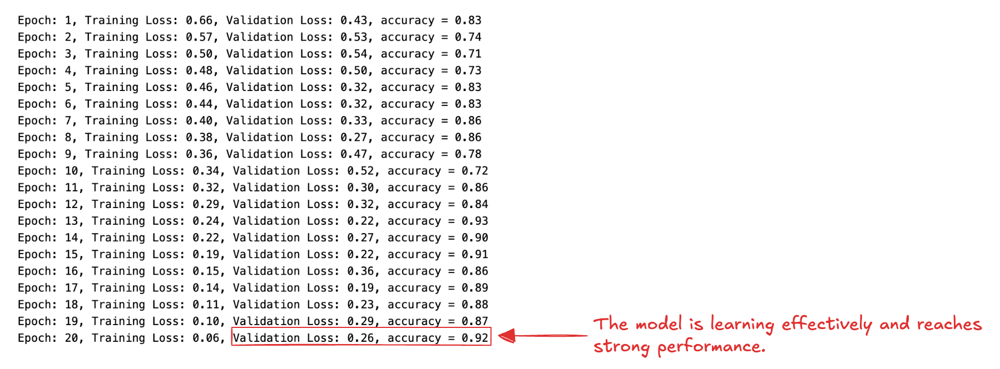 Epoch: 1, Training Loss: 0.66, Validation Loss: 0.43, accuracy = 0.83
Epoch: 2, Training Loss: 0.57, Validation Loss: 0.53, accuracy = 0.74
Epoch: 3, Training Loss: 0.50, Validation Loss: 0.54, accuracy = 0.71
Epoch: 4, Training Loss: 0.48, Validation Loss: 0.50, accuracy = 0.73
Epoch: 5, Training Loss: 0.46, Validation Loss: 0.32, accuracy = 0.83
Epoch: 6, Training Loss: 0.44, Validation Loss: 0.32, accuracy = 0.83
Epoch: 7, Training Loss: 0.40, Validation Loss: 0.33, accuracy = 0.86
Epoch: 8, Training Loss: 0.38, Validation Loss: 0.27, accuracy = 0.86
Epoch: 9, Training Loss: 0.36, Validation Loss: 0.47, accuracy = 0.78
Epoch: 10, Training Loss: 0.34, Validation Loss: 0.52, accuracy = 0.72
Epoch: 11, Training Loss: 0.32, Validation Loss: 0.30, accuracy = 0.86
Epoch: 12, Training Loss: 0.29, Validation Loss: 0.32, accuracy = 0.84
Epoch: 13, Training Loss: 0.24, Validation Loss: 0.22, accuracy = 0.93
Epoch: 14, Training Loss: 0.22, Validation Loss: 0.27, accuracy = 0.90
Epoch: 15, Training Loss: 0.19, Validation Loss: 0.22, accuracy = 0.91
Epoch: 16, Training Loss: 0.15, Validation Loss: 0.36, accuracy = 0.86
Epoch: 17, Training Loss: 0.14, Validation Loss: 0.19, accuracy = 0.89
Epoch: 18, Training Loss: 0.11, Validation Loss: 0.23, accuracy = 0.88
Epoch: 19, Training Loss: 0.10, Validation Loss: 0.29, accuracy = 0.87
Epoch: 20, Training Loss: 0.06, Validation Loss: 0.26, accuracy = 0.92
The model is learning effectively and reaches
strong performance.